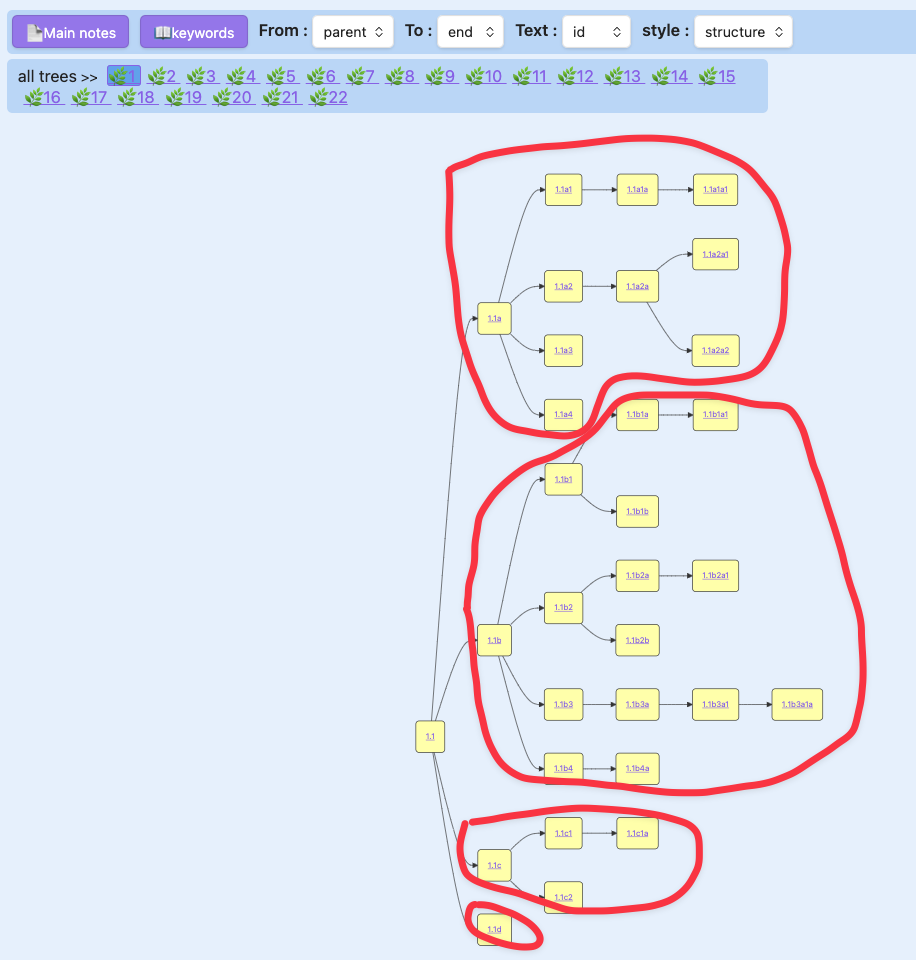 Main notes keywords From : parent To : end Text : id style : structure
all trees >> 1 2 3 4 5 6 7 8 9 10 11 12 13 14 15
16 17 18 19 20 21 22
1.1a1 1.1a1a 1.1a1a1
1.1a2a1
1.1a2 1.1a2a
1.1a
1.1a3 1.1a2a2
1.1a4 1.1b1a 1.1b1a1
1.1b1
1.1b1b
1.1b2a 1.1b2a1
1.1b2
1.1b 1.1b2b
1.1b3 1.1b3a 1.1b3a1 1.1b3a1a
1.1
1.1b4 1.1b4a
1.1c1 1.1c1a
1.1c
1.1c2
1.1d